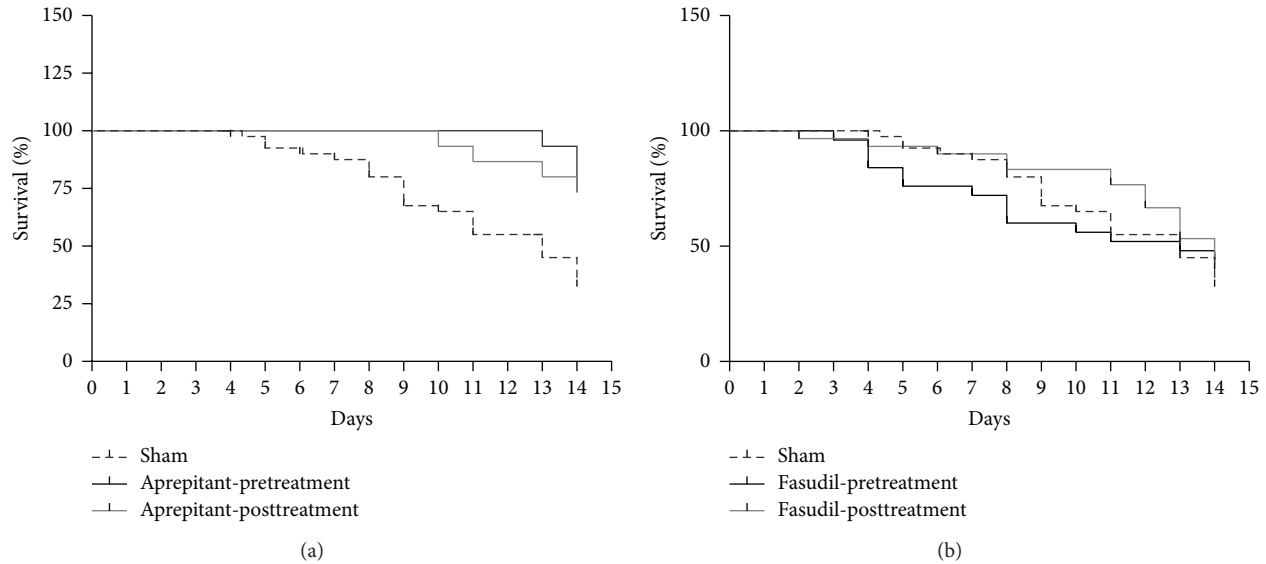 150
125
100
75
50
25
0
Survival (%)
0 1 2 3 4 5 6 7 8 9 10 11 12 13 14 15
Days
Sham
Aprepitant-pretreatment
Aprepitant-posttreatment
(a)
150
100
50
0
Survival (%)
0 1 2 3 4 5 6 7 8 9 10 11 12 13 14 15
Days
Sham
Fasudil-pretreatment
Fasudil-posttreatment
(b)